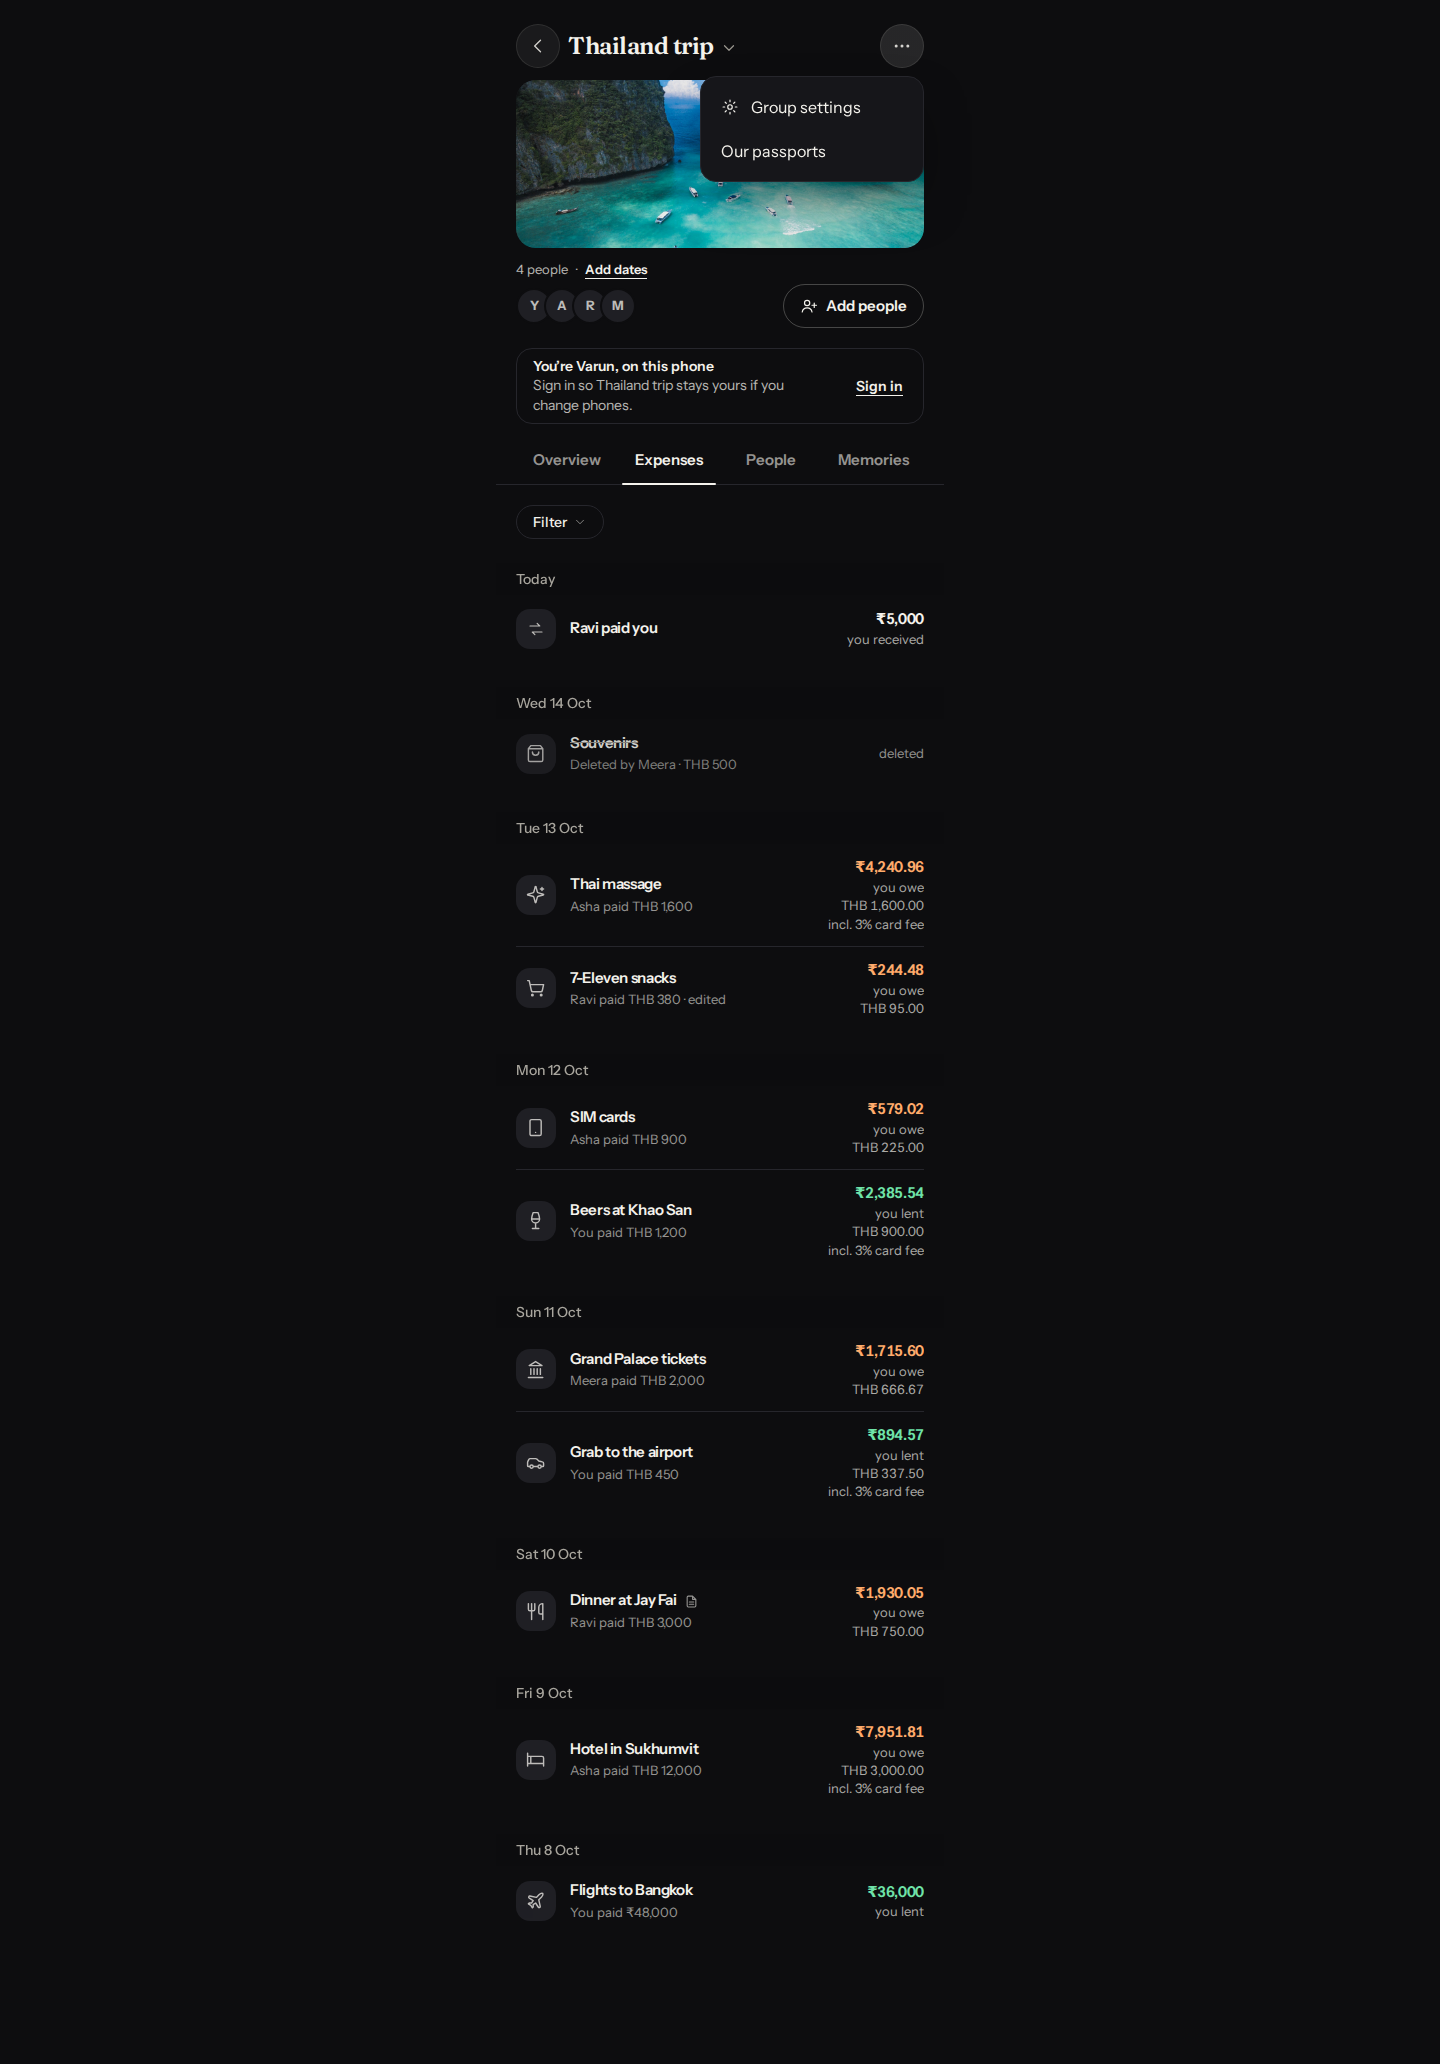 Thailand trip
Group settings
Our passports
4 people · Add dates
Y A R M
Add people
You're Varun, on this phone
Sign in so Thailand trip stays yours if you
change phones.
Sign in
Overview Expenses People Memories
Filter
Today
Ravi paid you
₹5,000
you received
Wed 14 Oct
Souvenirs
Deleted by Meera · THB 500
deleted
Tue 13 Oct
Thai massage
Asha paid THB 1,600
₹4,240.96
you owe
THB 1,600.00
incl. 3% card fee
7-Eleven snacks
Ravi paid THB 380 · edited
₹244.48
you owe
THB 95.00
Mon 12 Oct
SIM cards
Asha paid THB 900
₹579.02
you owe
THB 225.00
Beers at Khao San
You paid THB 1,200
₹2,385.54
you lent
THB 900.00
incl. 3% card fee
Sun 11 Oct
Grand Palace tickets
Meera paid THB 2,000
₹1,715.60
you owe
THB 666.67
Grab to the airport
You paid THB 450
₹894.57
you lent
THB 337.50
incl. 3% card fee
Sat 10 Oct
Dinner at Jay Fai
Ravi paid THB 3,000
₹1,930.05
you owe
THB 750.00
Fri 9 Oct
Hotel in Sukhumvit
Asha paid THB 12,000
₹7,951.81
you owe
THB 3,000.00
incl. 3% card fee
Thu 8 Oct
Flights to Bangkok
You paid ₹48,000
₹36,000
you lent